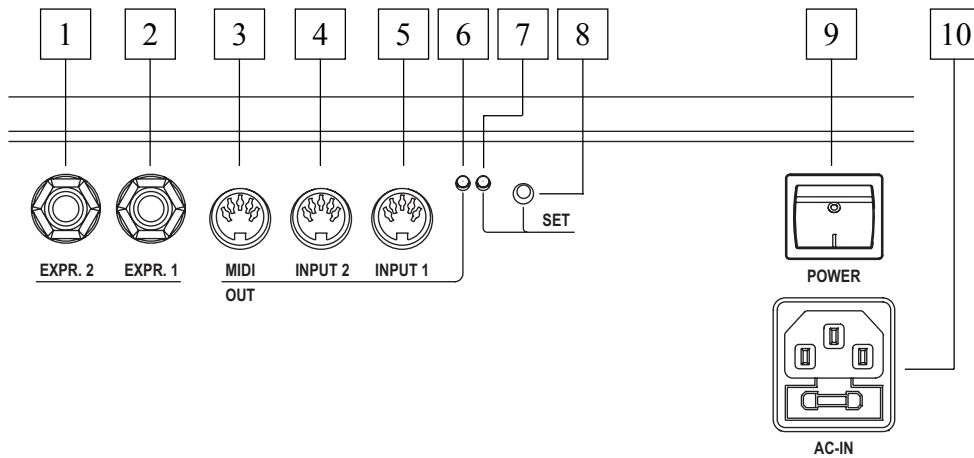 1 2 3 4 5 6 7 8 9 10
SET
EXPR. 2 EXPR. 1 MIDI INPUT 2 INPUT 1
OUT
POWER
AC-IN